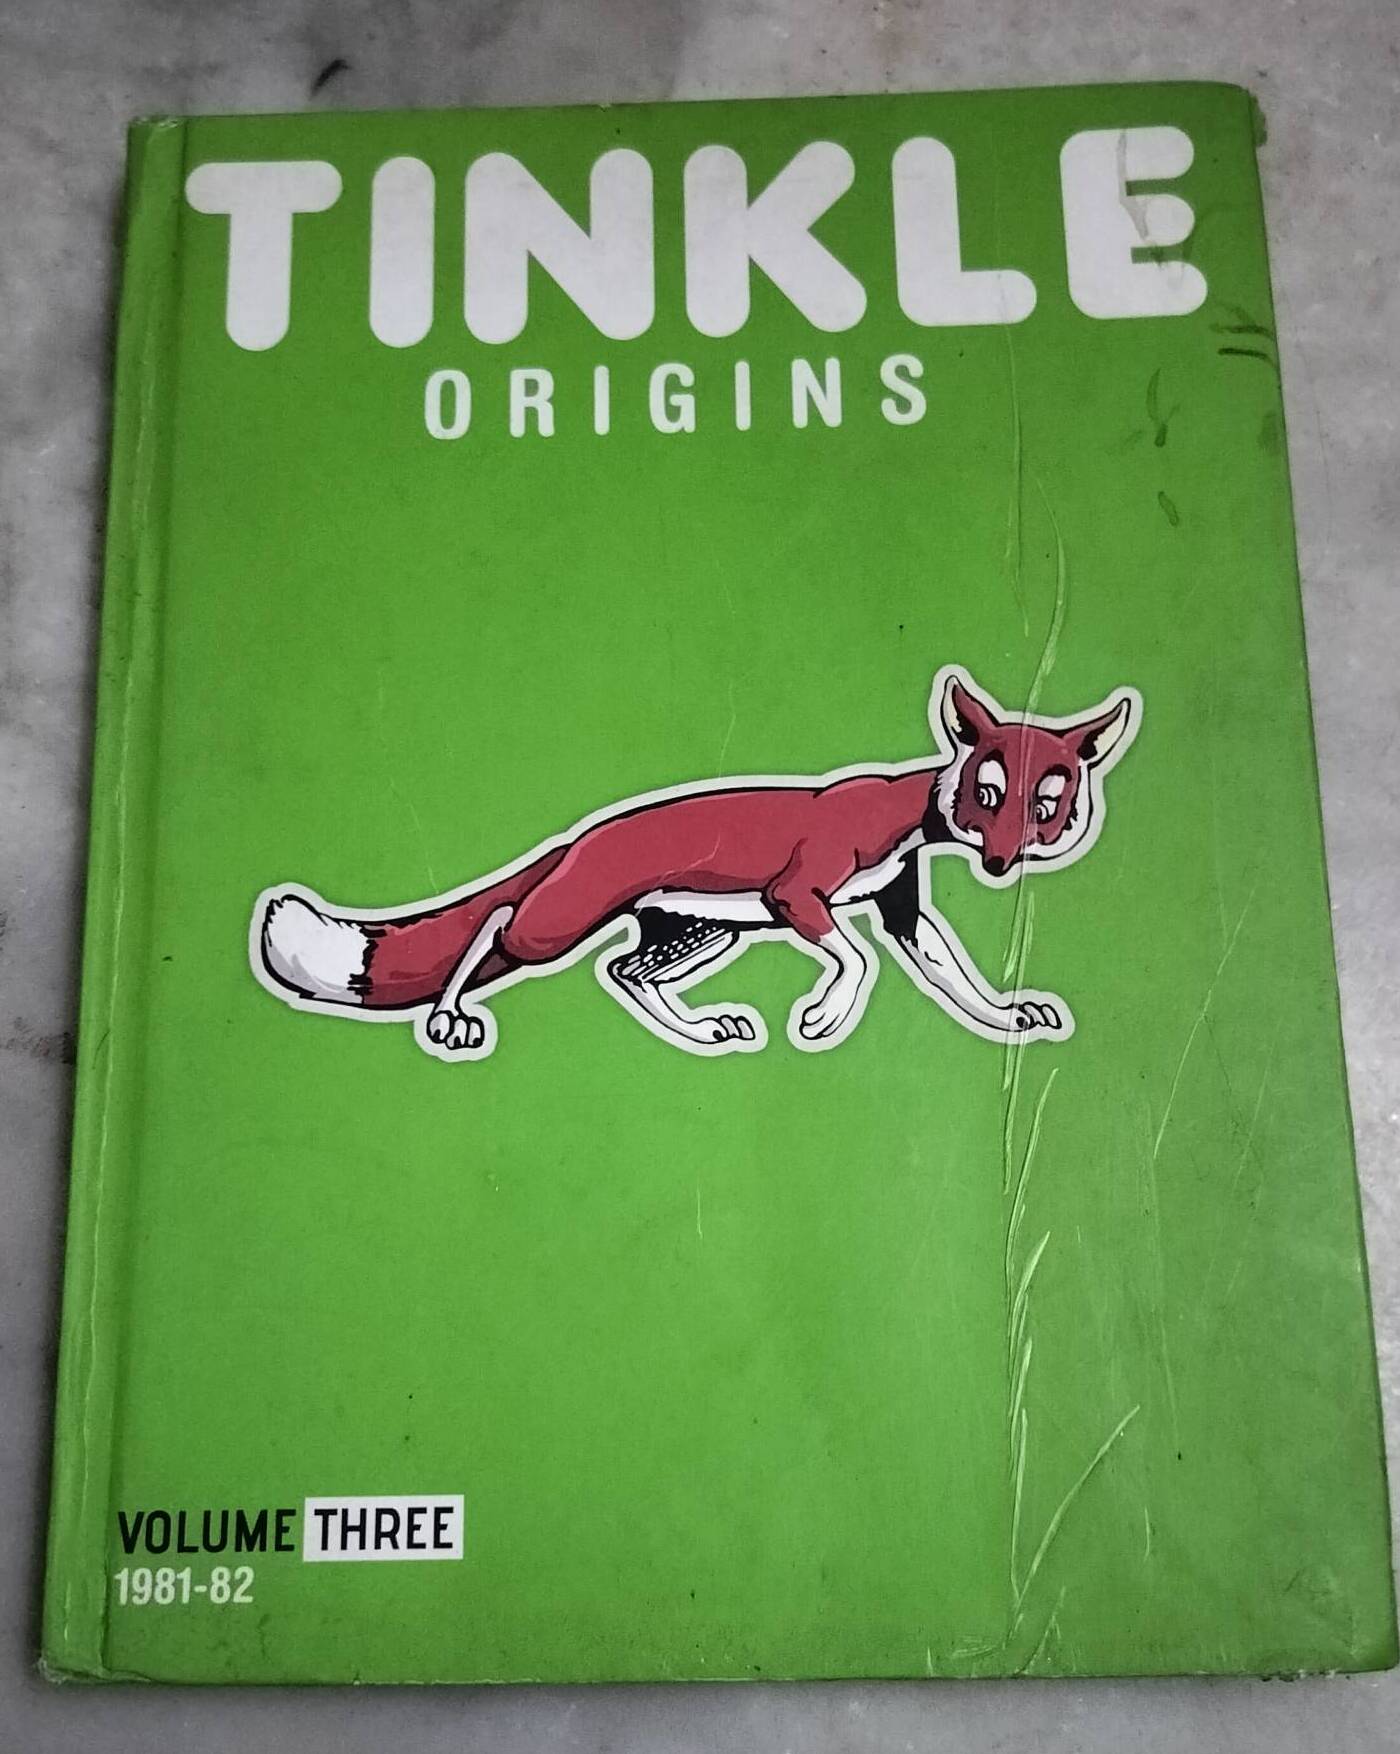 TINKLE
ORIGINS
VOLUME THREE
1981-82